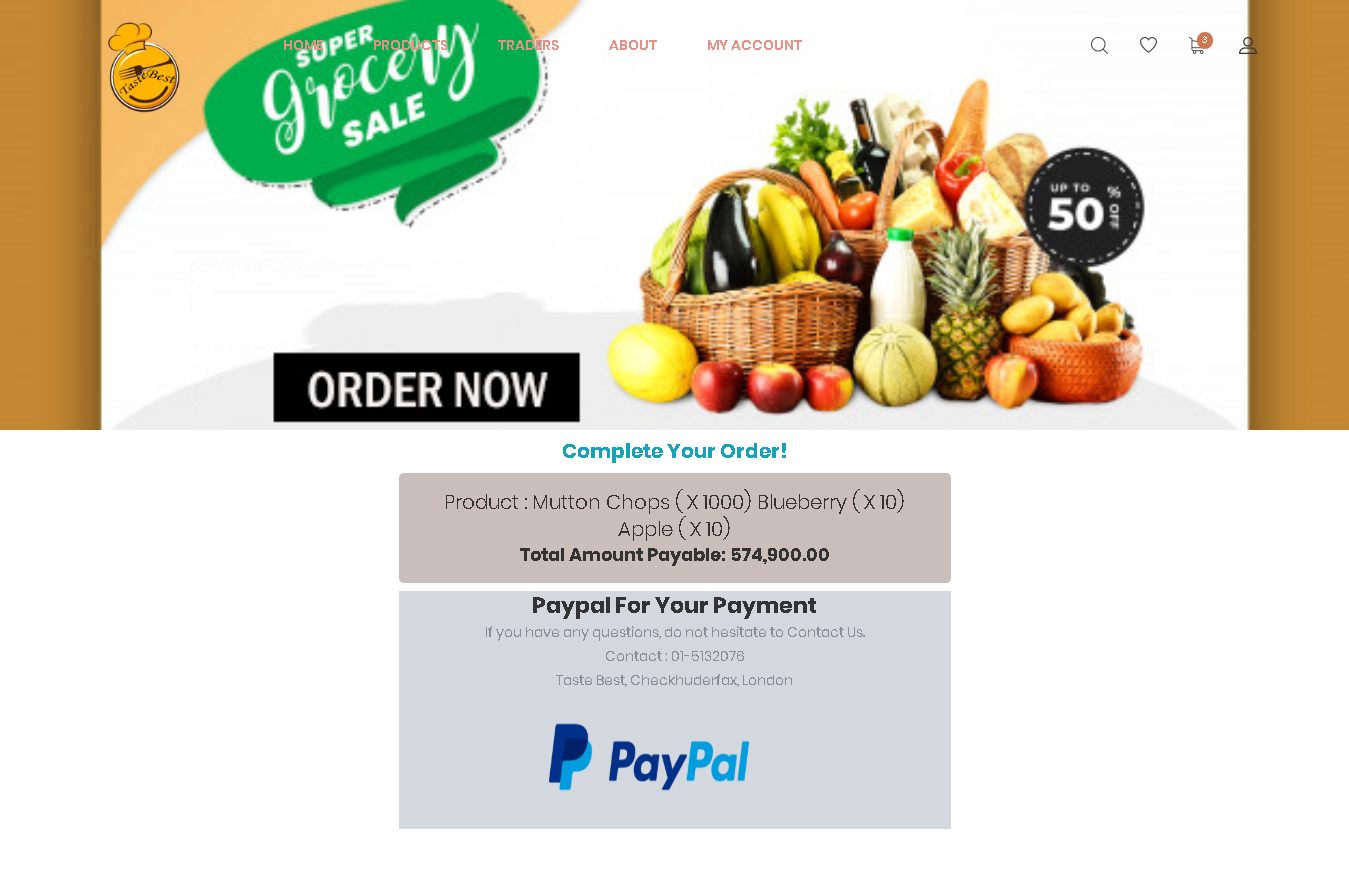 HOME PRODUCTS TRADERS ABOUT MY ACCOUNT
3
TasteBest
SUPER
Grocery
SALE
UP TO
50 % OFF
ORDER NOW
Complete Your Order!
Product : Mutton Chops ( X 1000) Blueberry ( X 10)
Apple ( X 10)
Total Amount Payable: 574,900.00
Paypal For Your Payment
If you have any questions, do not hesitate to Contact Us.
Contact : 01-5132076
Taste Best, Checkhuderfax, London
PayPal